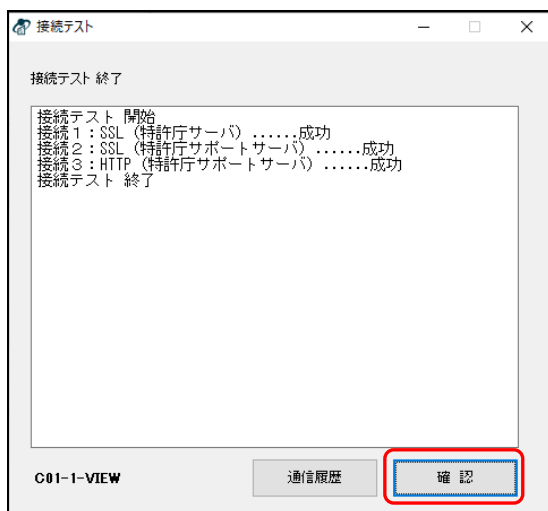 接続テスト
接続テスト 終了
接続テスト 開始
接続1:SSL(特許庁サーバ)......成功
接続2:SSL(特許庁サポートサーバ)......成功
接続3:HTTP(特許庁サポートサーバ)......成功
接続テスト 終了
C01-1-VIEW 通信履歴 確 認